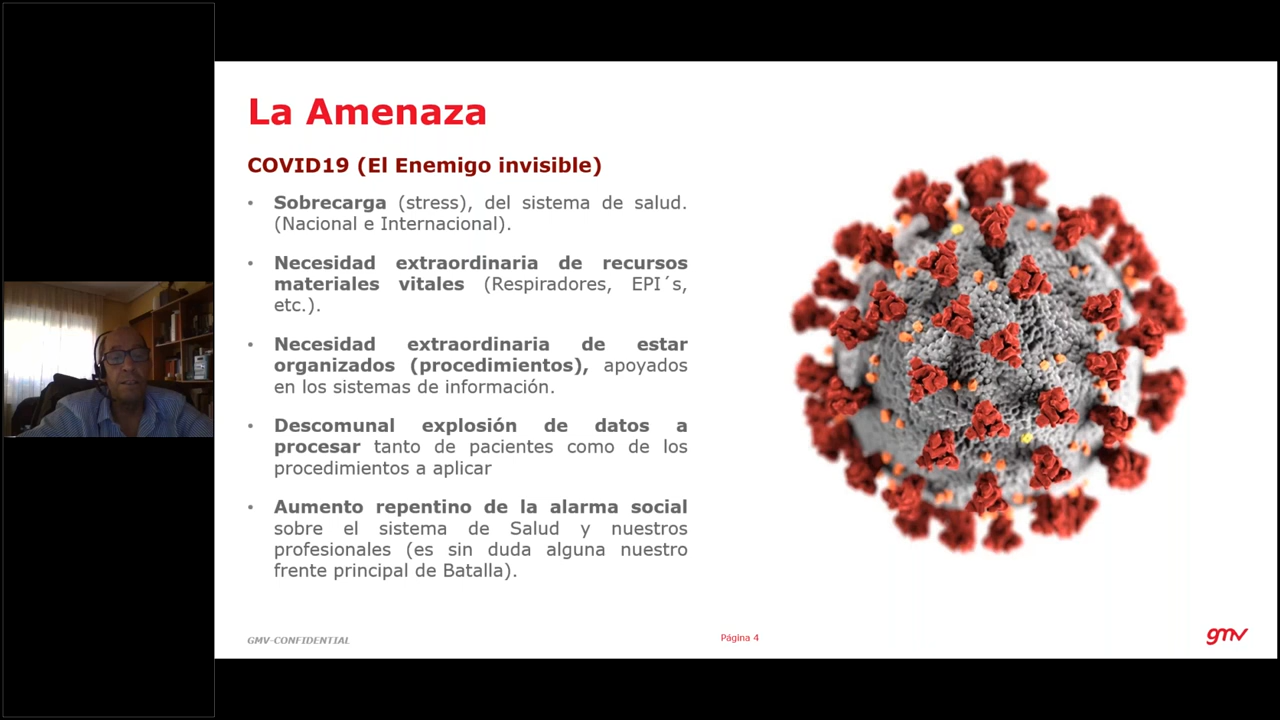 La Amenaza
COVID19 (El Enemigo invisible)
• Sobrecarga (stress), del sistema de salud.
(Nacional e Internacional).
• Necesidad extraordinaria de recursos
materiales vitales (Respiradores, EPI´s,
etc.).
• Necesidad extraordinaria de estar
organizados (procedimientos), apoyados
en los sistemas de información.
• Descomunal explosión de datos a
procesar tanto de pacientes como de los
procedimientos a aplicar
• Aumento repentino de la alarma social
sobre el sistema de Salud y nuestros
profesionales (es sin duda alguna nuestro
frente principal de Batalla).
GMV-CONFIDENTIAL
Página 4
gmv